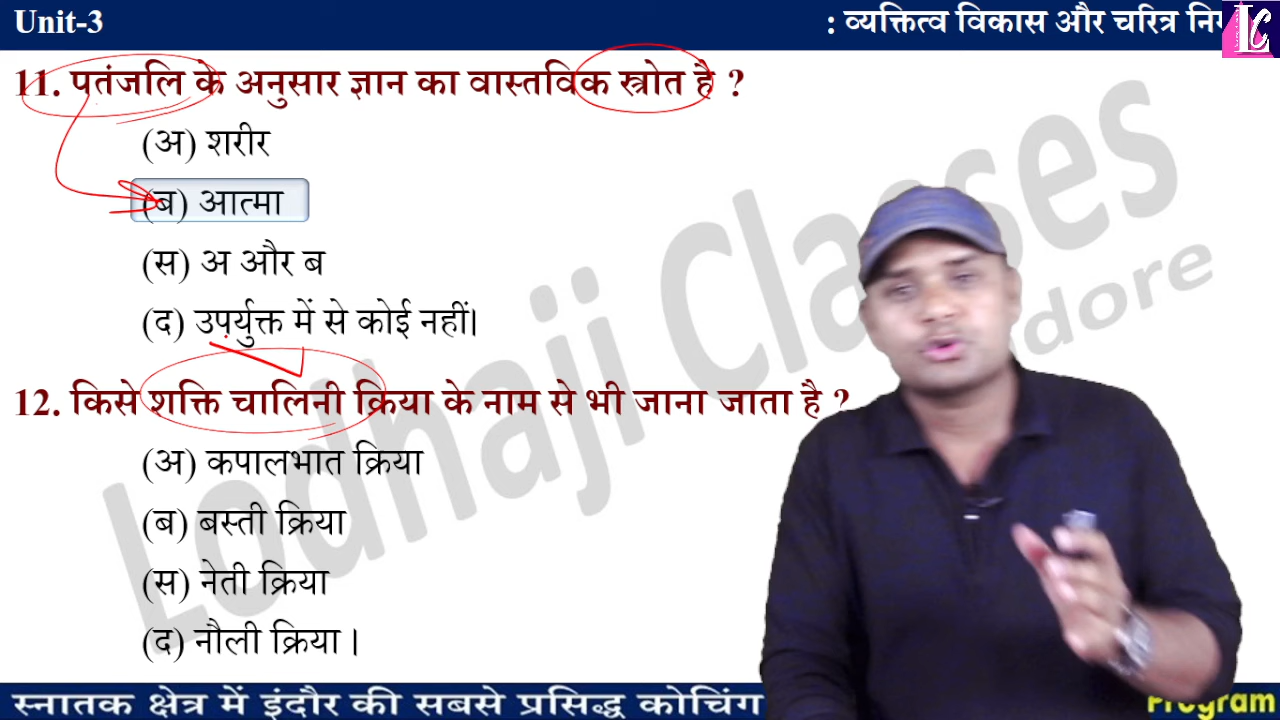 Unit-3
: व्यक्तित्व विकास और चरित्र
LC
11. पतंजलि के अनुसार ज्ञान का वास्तविक स्त्रोत है ?
(अ) शरीर
(ब) आत्मा
(स) अ और ब
(द) उपर्युक्त में से कोई नहीं।
12. किसे शक्ति चालिनी क्रिया के नाम से भी जाना जाता है ?
(अ) कपालभात क्रिया
(ब) बस्ती क्रिया
(स) नेती क्रिया
(द) नौली क्रिया ।
Lodhaji Classes
स्नातक क्षेत्र में इंदौर की सबसे प्रसिद्ध कोचिंग
Program